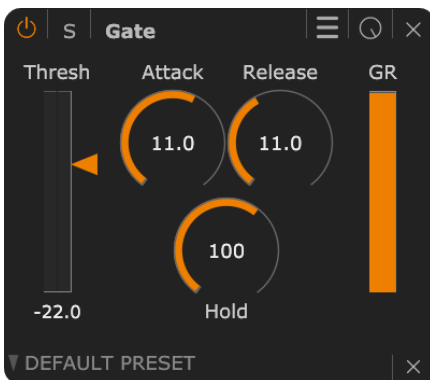 S Gate
Thresh Attack Release GR
11.0 11.0
100
-22.0 Hold
DEFAULT PRESET